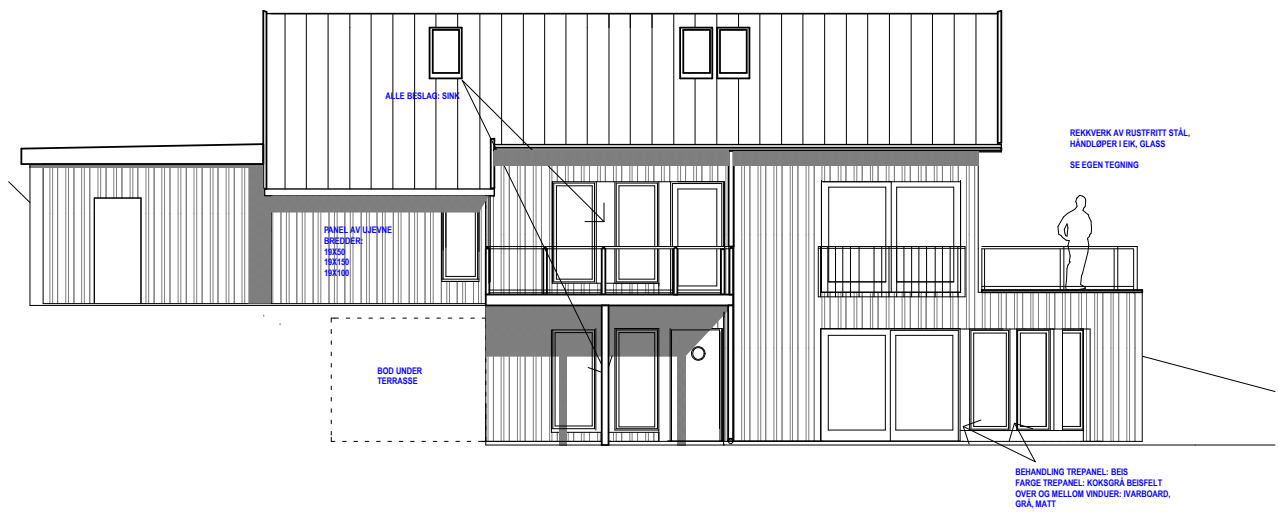 ALLE BESLAG: SINK
REKKVERK AV RUSTFRITT STÅL,
HÅNDLØPER I EIK, GLASS
SE EGEN TEGNING
PANEL AV UJEVNE
BREDDER:
19X50
19X150
19X100
BOD UNDER
TERRASSE
BEHANDLING TREPANEL: BEIS
FARGE TREPANEL: KOKSGRÅ BEISFELT
OVER OG MELLOM VINDUER: IVARBOARD,
GRÅ, MATT